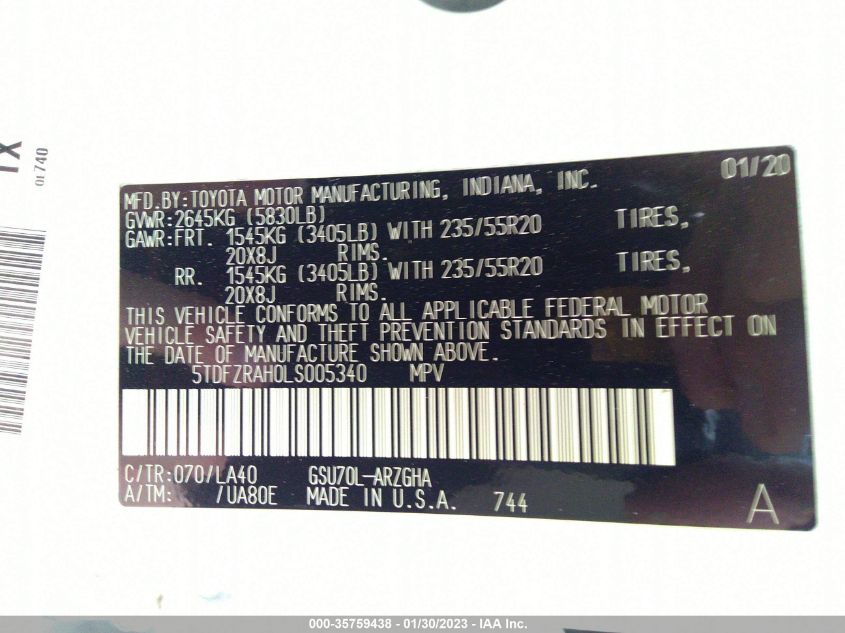 01/20
MFD.BY:TOYOTA MOTOR MANUFACTURING, INDIANA, INC.
GVWR:2645KG (5830LB)
GAWR:FRT. 1545KG (3405LB) WITH 235/55R20 TIRES,
20X8J RIMS.
RR. 1545KG (3405LB) WITH 235/55R20 TIRES,
20X8J RIMS.
THIS VEHICLE CONFORMS TO ALL APPLICABLE FEDERAL MOTOR
VEHICLE SAFETY AND THEFT PREVENTION STANDARDS IN EFFECT ON
THE DATE OF MANUFACTURE SHOWN ABOVE.
5TDFZRAH0LS005340 MPV
C/TR:070/LA40 GSU70L-ARZGHA
A/TM: /UA80E MADE IN U.S.A. 744
A
000-35759438 - 01/30/2023 - IAA Inc.